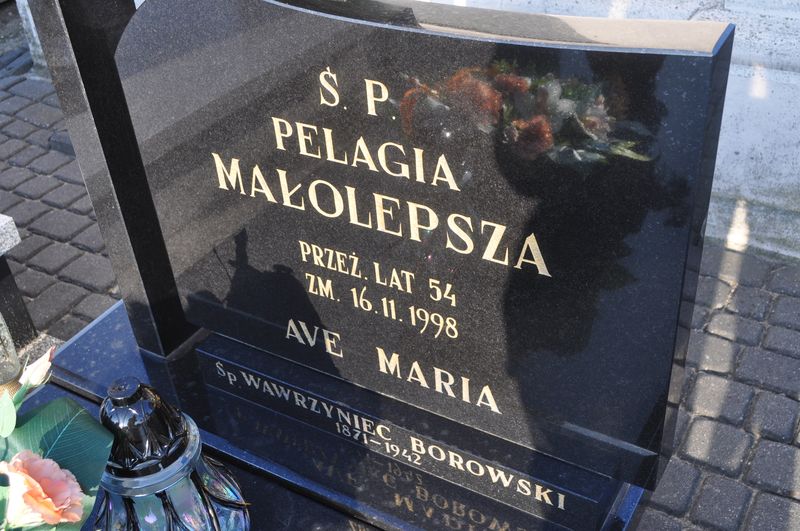 Ś. P.
PELAGIA
MAŁOLEPSZA
PRZEŻ. LAT 54
ZM. 16.11.1998
AVE MARIA
Śp WAWRZYNIEC BOROWSKI
1871-1942